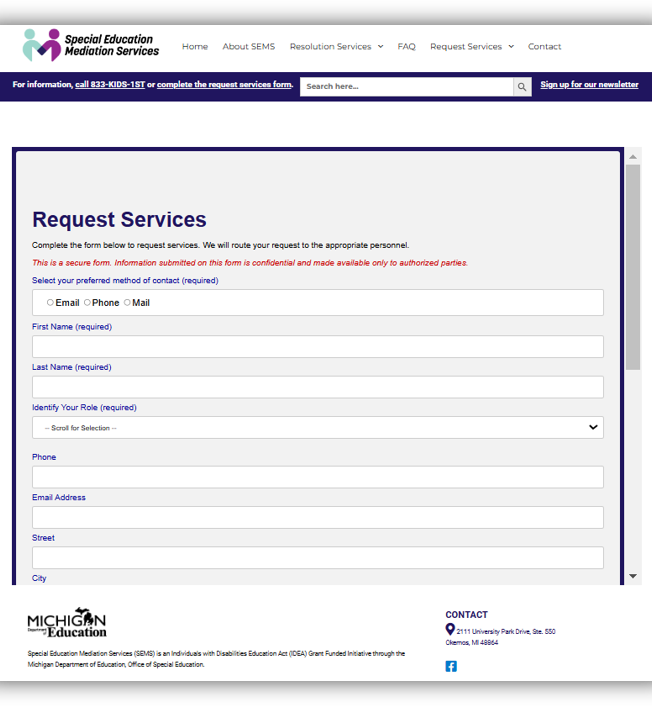 Special Education
Mediation Services
Home About SEMS Resolution Services FAQ Request Services Contact
For information, call 833-KIDS-1ST or complete the request services form. Search here... Sign up for our newsletter
Request Services
Complete the form below to request services. We will route your request to the appropriate personnel.
This is a secure form. Information submitted on this form is confidential and made available only to authorized parties.
Select your preferred method of contact (required)
Email Phone Mail
First Name (required)
Last Name (required)
Identify Your Role (required)
-- Scroll for Selection --
Phone
Email Address
Street
City
MICHIGAN
Department of Education
CONTACT
2111 University Park Drive, Ste. 550
Okemos, MI 48864
Special Education Mediation Services (SEMS) is an Individuals with Disabilities Education Act (IDEA) Grant Funded Initiative through the
Michigan Department of Education, Office of Special Education.